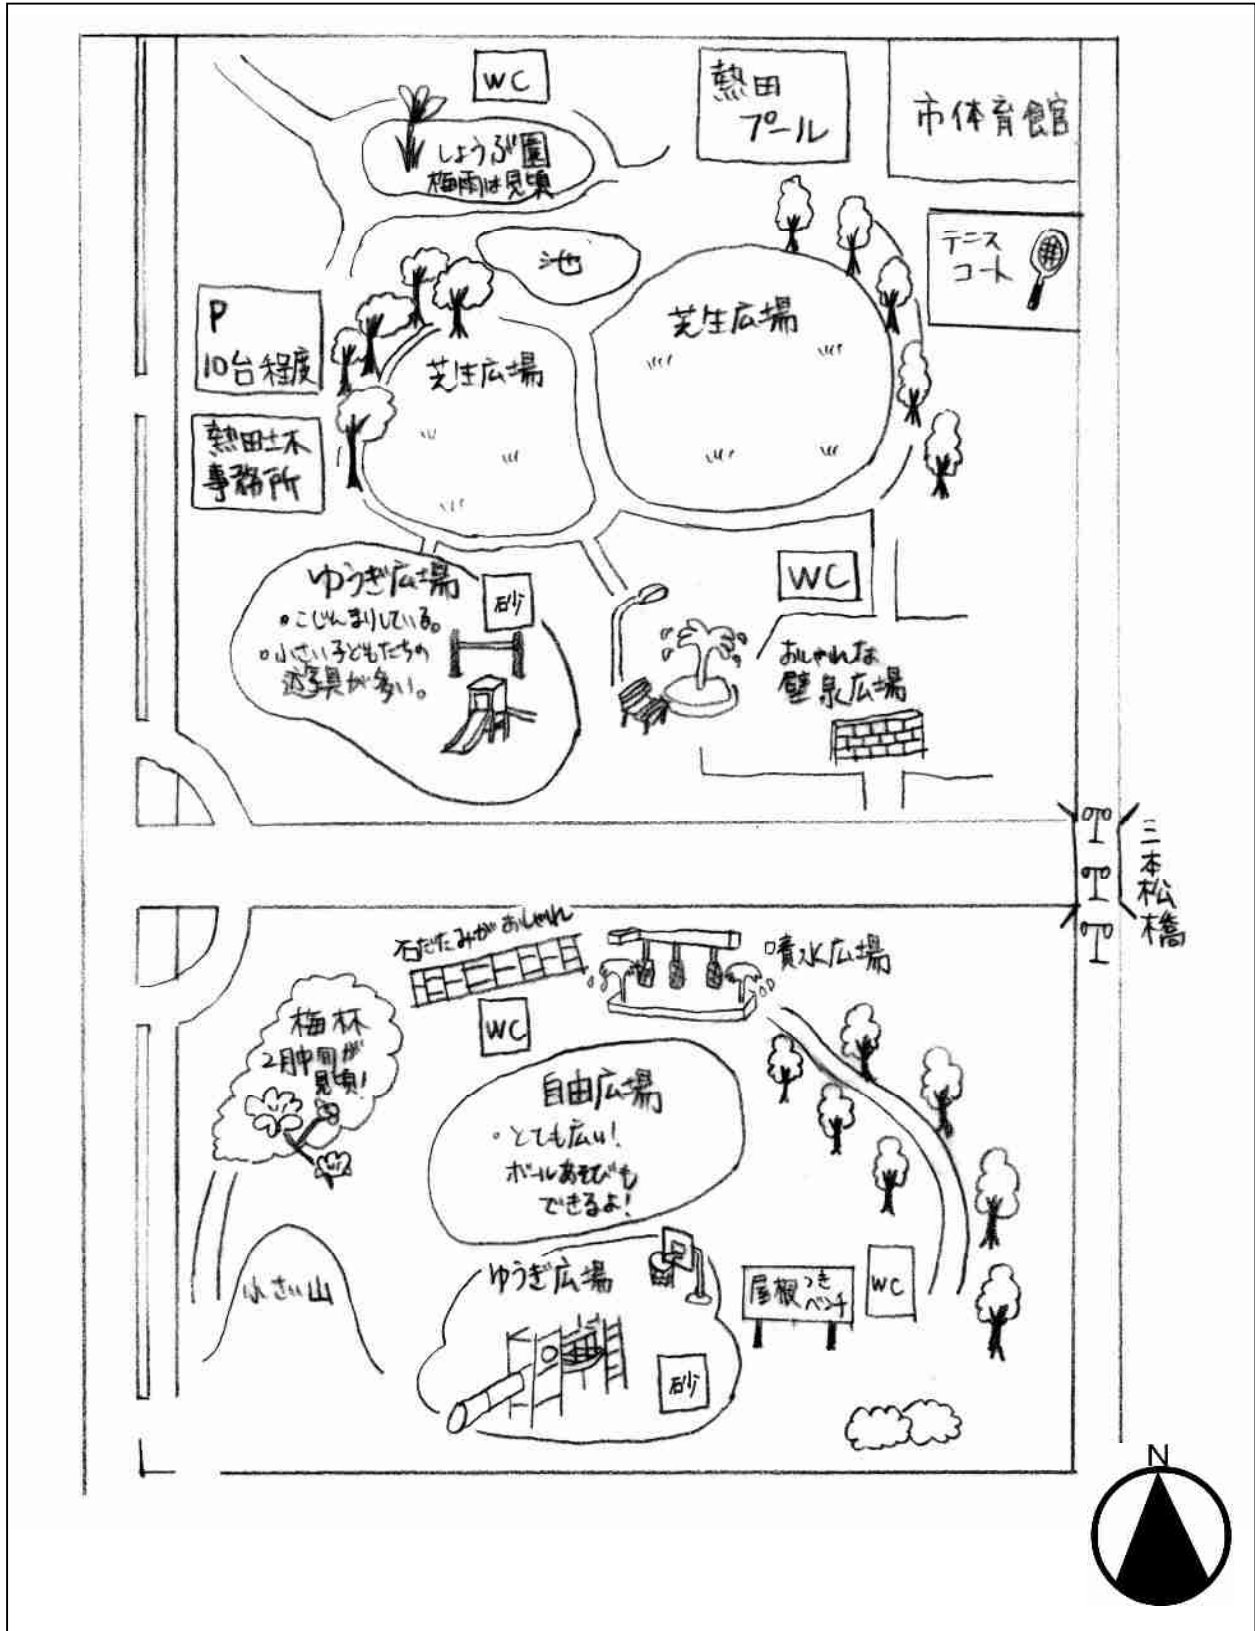 WC
熱田
プール
市体育館
しょうぶ園
梅雨は見頃
池
テニス
コート
P
10台程度
芝生広場
芝生広場
熱田土木
事務所
ゆうぎ広場
・こじんまりしている。
・小さい子どもたちの
遊具が多い。
砂
WC
おしゃれな
壁泉広場
三本松橋
石だたみがおしゃれ
噴水広場
WC
梅林
2月中旬が
見頃!
自由広場
・とても広い!
ボールあそびも
できるよ!
小さい山
ゆうぎ広場
砂
屋根つき
ベンチ
WC
N